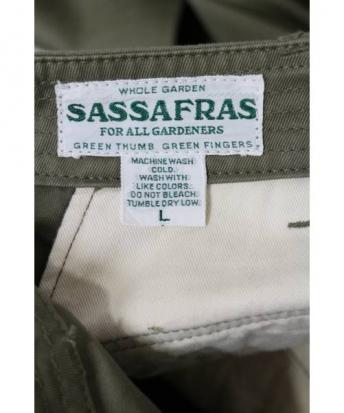 WHOLE GARDEN
SASSAFRAS
FOR ALL GARDENERS
GREEN THUMB GREEN FINGERS
MACHINE WASH
COLD.
WASH WITH
LIKE COLORS.
DO NOT BLEACH.
TUMBLE DRY LOW.
L